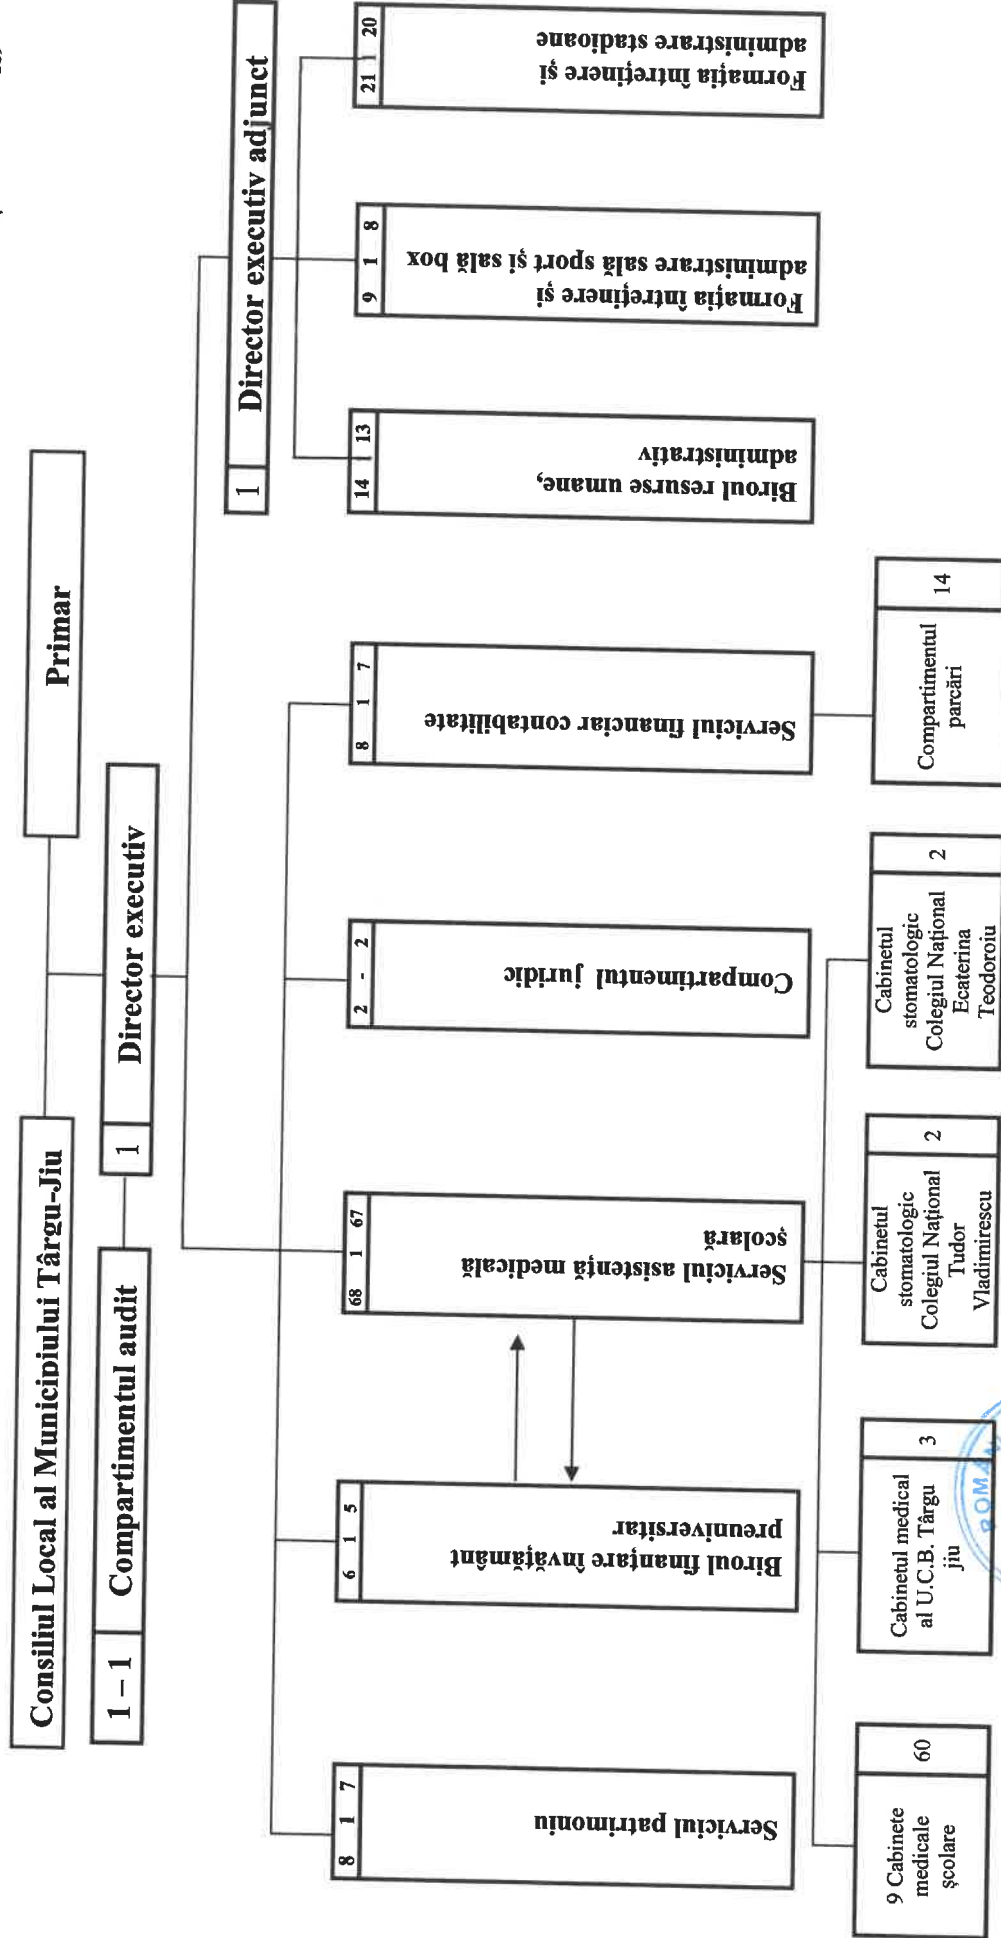 Consiliul Local al Municipiului Târgu-Jiu
Primar
1 – 1 Compartimentul audit
1 Director executiv
1 Director executiv adjunct
8 1 7
Serviciul patrimoniu
6 1 5
Biroul finanțare învățământ
preuniversitar
68 1 67
Serviciul asistență medicală
școlară
2 - 2
Compartimentul juridic
8 1 7
Serviciul financiar contabilitate
14 1 13
Biroul resurse umane,
administrativ
9 1 8
Formația întreținere și
administrare sală sport și sală box
21 1 20
Formația întreținere și
administrare stadioane
9 Cabinete
medicale
școlare
60
Cabinetul medical
al U.C.B. Târgu
jiu
3
Cabinetul
stomatologic
Colegiul Național
Tudor
Vladimirescu
2
Cabinetul
stomatologic
Colegiul Național
Ecaterina
Teodoroiu
2
Compartimentul
parcări
14